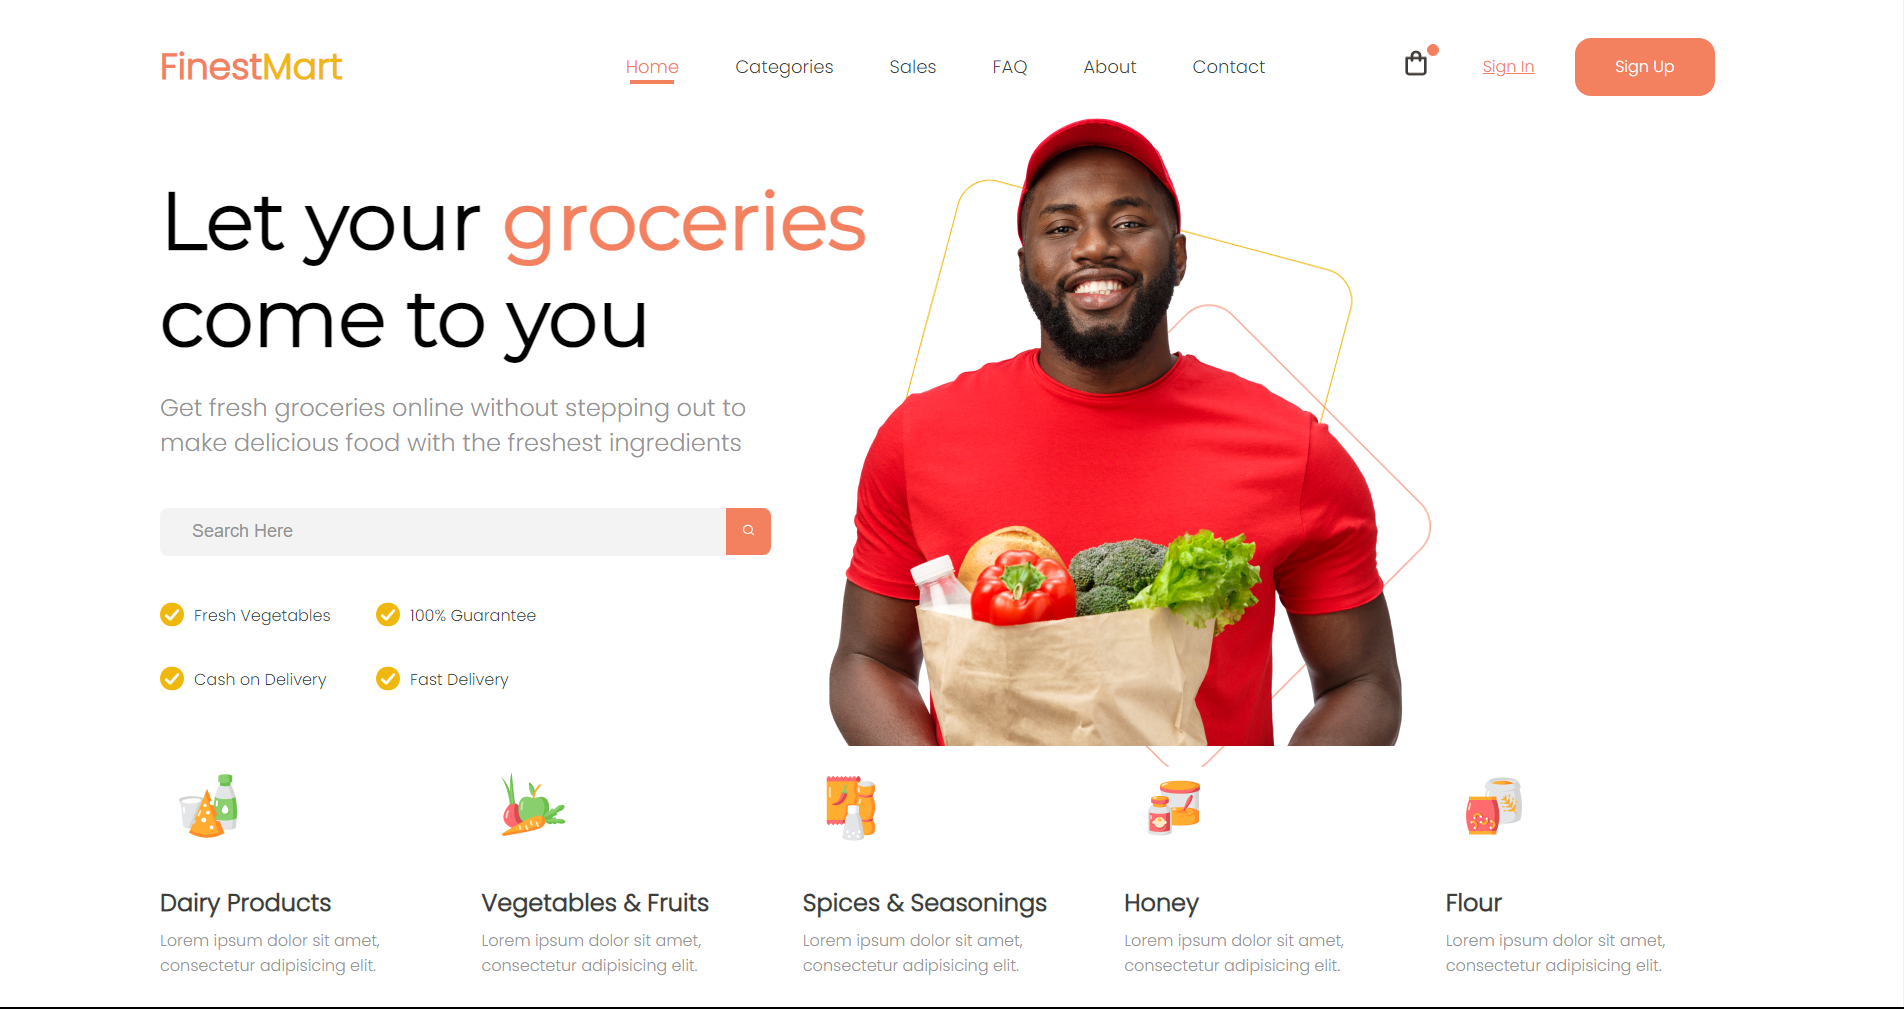 FinestMart
Home Categories Sales FAQ About Contact
Sign In
Sign Up
Let your groceries
come to you
Get fresh groceries online without stepping out to
make delicious food with the freshest ingredients
Search Here
Fresh Vegetables
100% Guarantee
Cash on Delivery
Fast Delivery
Dairy Products
Lorem ipsum dolor sit amet,
consectetur adipisicing elit.
Vegetables & Fruits
Lorem ipsum dolor sit amet,
consectetur adipisicing elit.
Spices & Seasonings
Lorem ipsum dolor sit amet,
consectetur adipisicing elit.
Honey
Lorem ipsum dolor sit amet,
consectetur adipisicing elit.
Flour
Lorem ipsum dolor sit amet,
consectetur adipisicing elit.